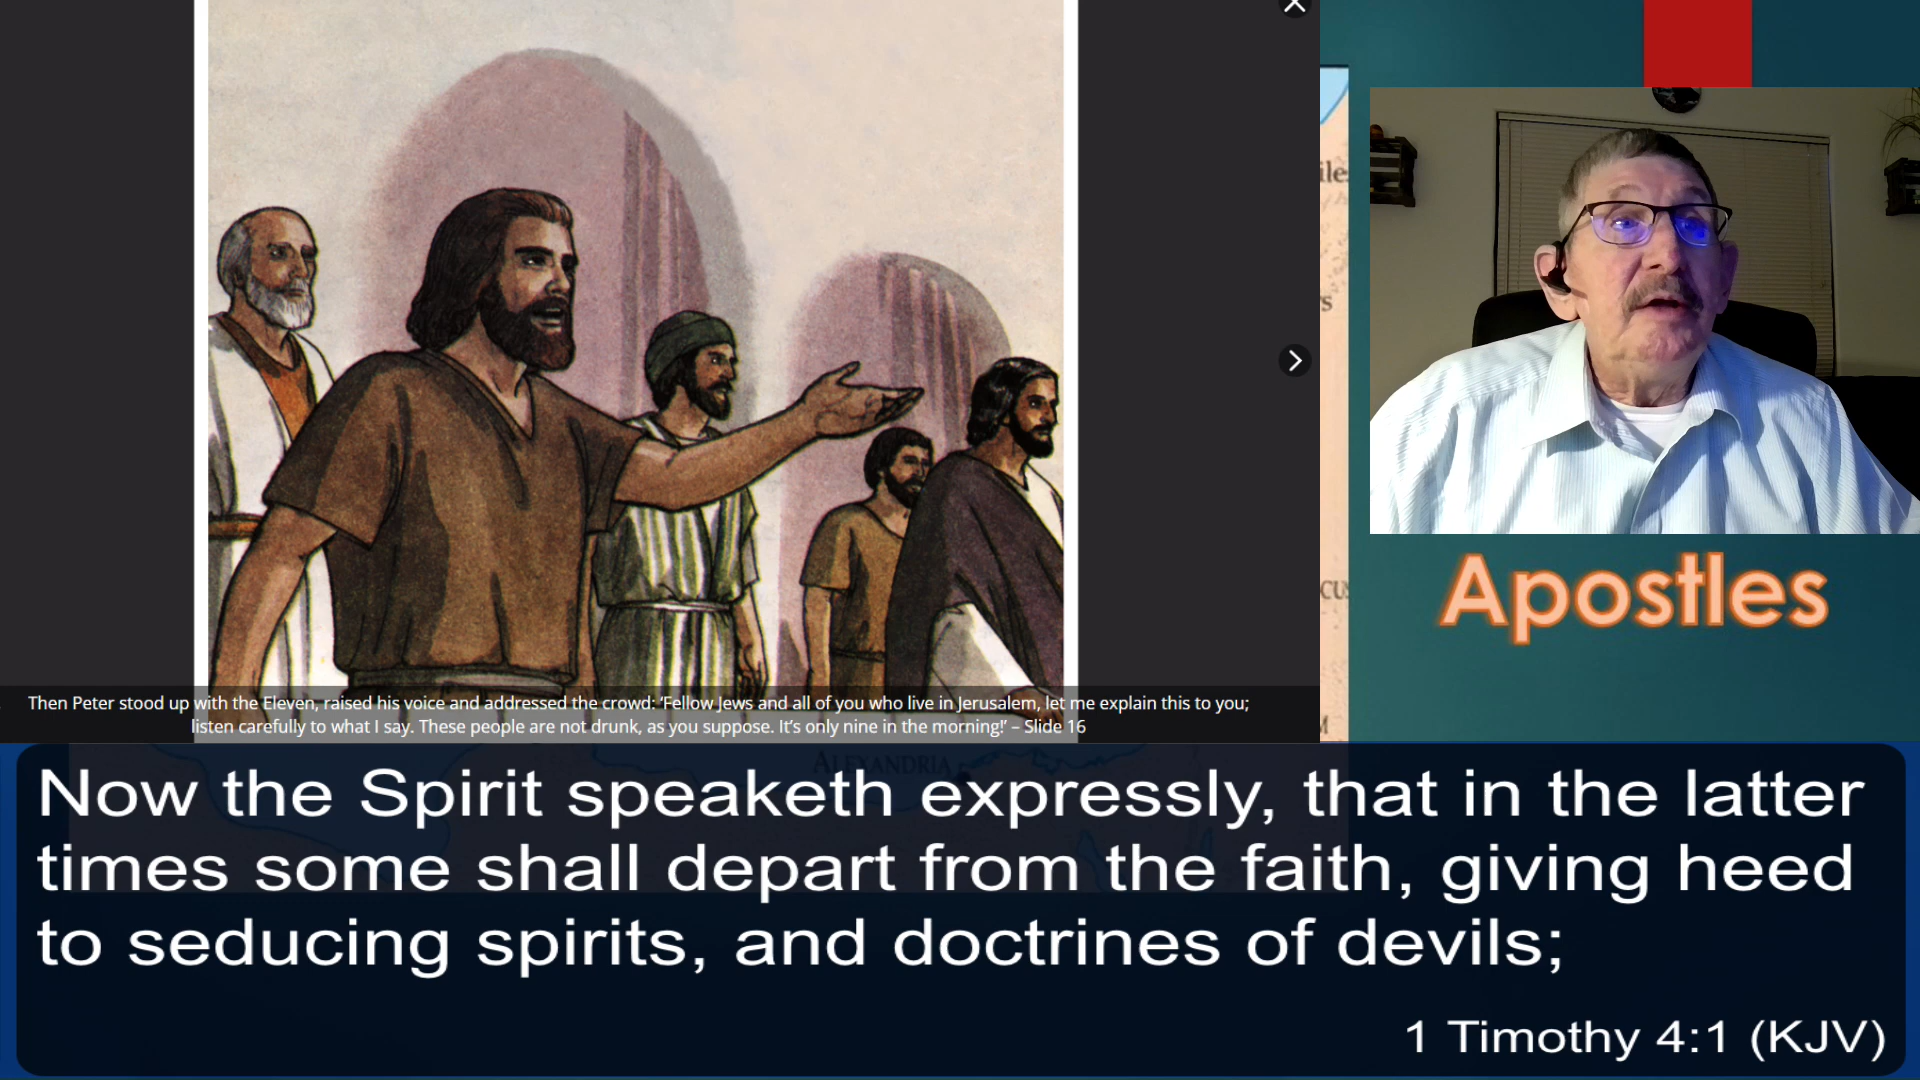 Then Peter stood up with the Eleven, raised his voice and addressed the crowd: ‘Fellow Jews and all of you who live in Jerusalem, let me explain this to you;
listen carefully to what I say. These people are not drunk, as you suppose. It’s only nine in the morning!’ – Slide 16
Apostles
ALEXANDRIA
Now the Spirit speaketh expressly, that in the latter
times some shall depart from the faith, giving heed
to seducing spirits, and doctrines of devils;
1 Timothy 4:1 (KJV)